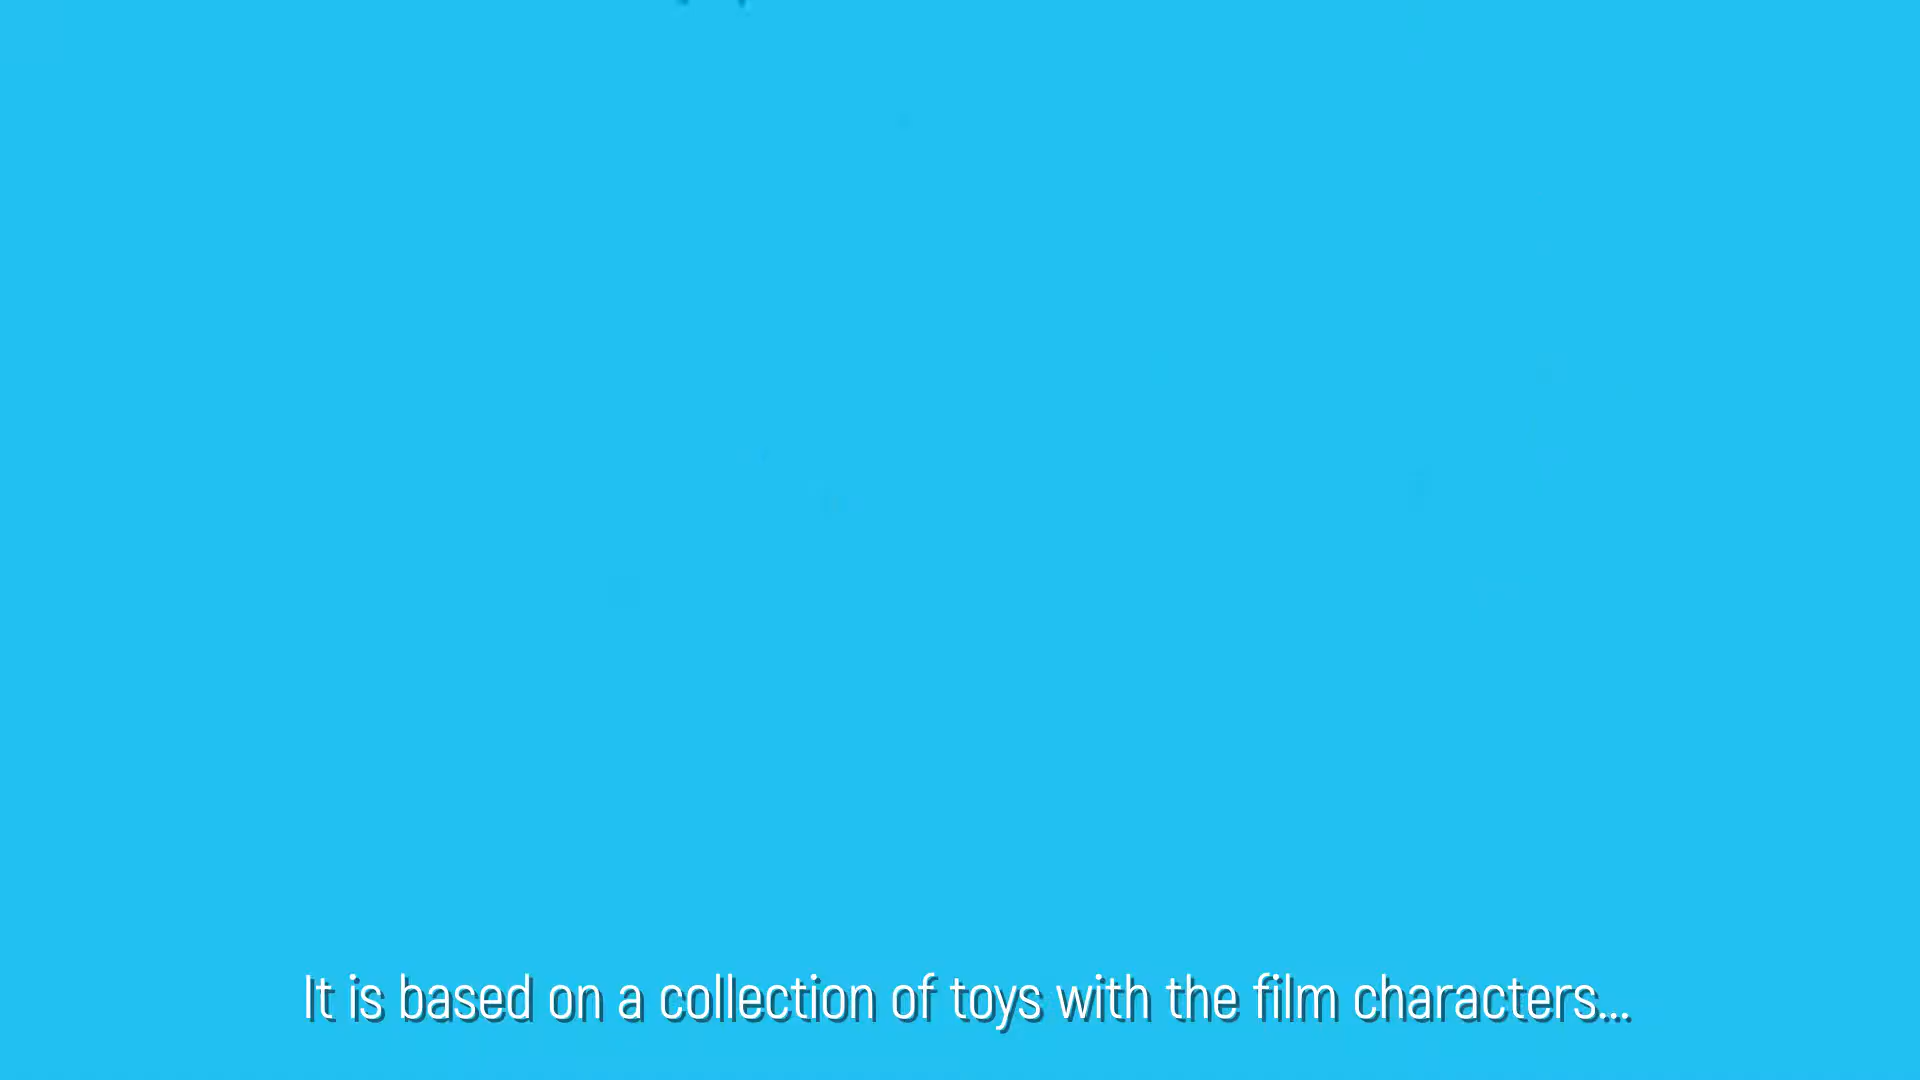 It is based on a collection of toys with the film characters...